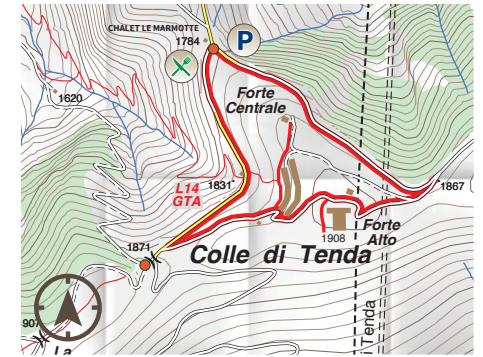 CHALET LE MARMOTTE
1784
P
1620
Forte
Centrale
L14
GTA
1831
1867
1908
Forte
Alto
1871
Colle di Tenda
i Tenda
907
La